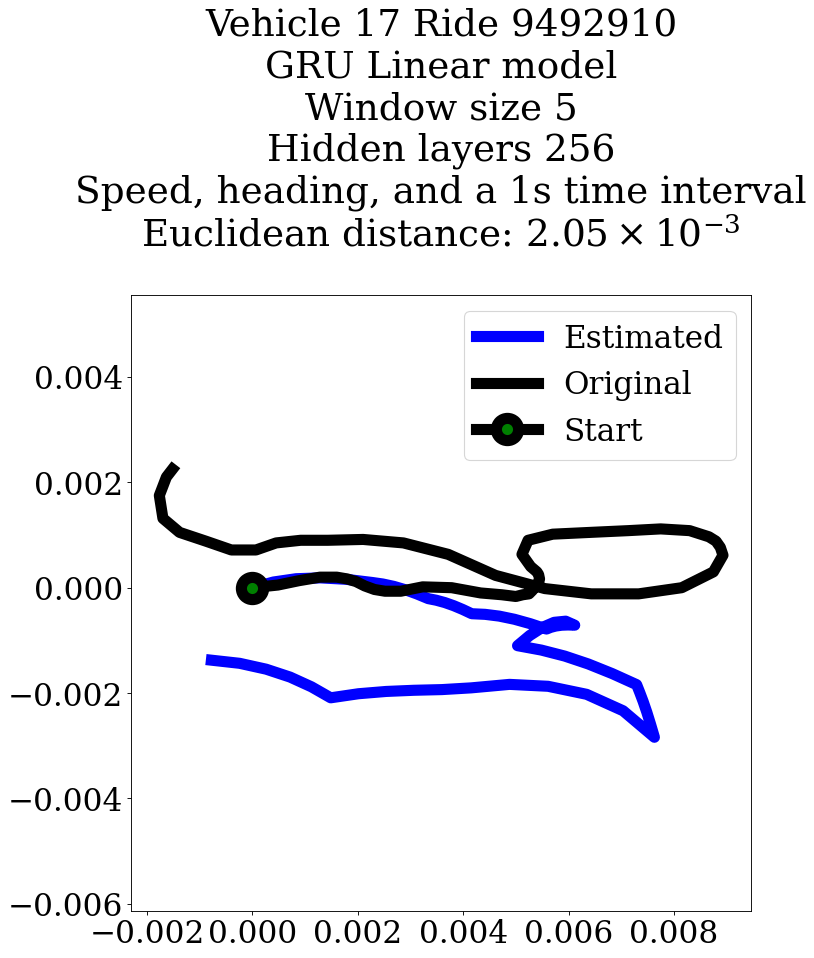 Vehicle 17 Ride 9492910
GRU Linear model
Window size 5
Hidden layers 256
Speed, heading, and a 1s time interval
Euclidean distance: 2.05 × 10⁻³
Estimated
Original
Start
0.004
0.002
0.000
−0.002
−0.004
−0.006
−0.002 0.000 0.002 0.004 0.006 0.008